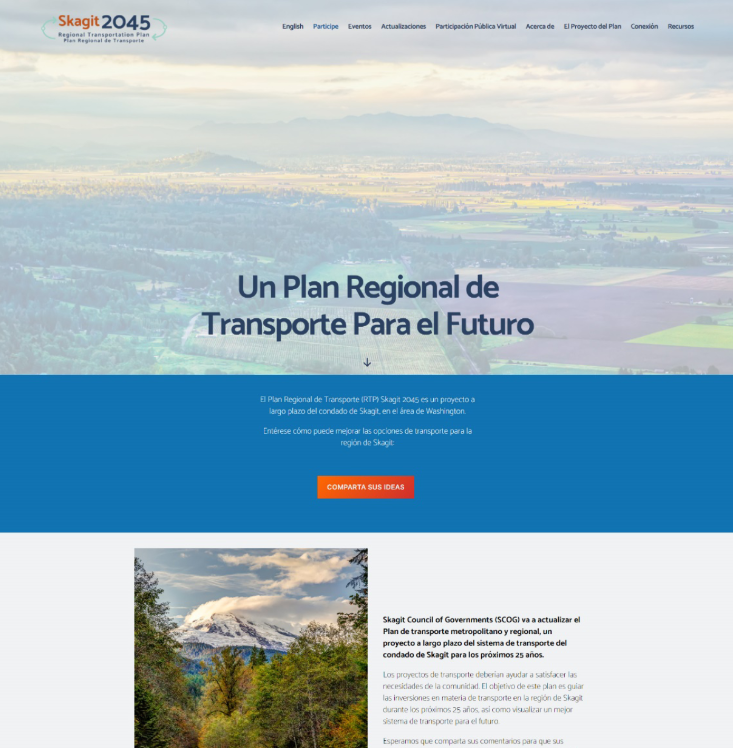 Skagit 2045
Regional Transportation Plan
Plan Regional de Transporte
English Participe Eventos Actualizaciones Participación Pública Virtual Acerca de El Proyecto del Plan Conexión Recursos
Un Plan Regional de
Transporte Para el Futuro
El Plan Regional de Transporte (RTP) Skagit 2045 es un proyecto a
largo plazo del condado de Skagit, en el área de Washington.
Entérese cómo puede mejorar las opciones de transporte para la
región de Skagit:
COMPARTA SUS IDEAS
Skagit Council of Governments (SCOG) va a actualizar el
Plan de transporte metropolitano y regional, un
proyecto a largo plazo del sistema de transporte del
condado de Skagit para los próximos 25 años.
Los proyectos de transporte deberían ayudar a satisfacer las
necesidades de la comunidad. El objetivo de este plan es guiar
las inversiones en materia de transporte en la región de Skagit
durante los próximos 25 años, así como visualizar un mejor
sistema de transporte para el futuro.
Esperamos que comparta sus comentarios para que sus